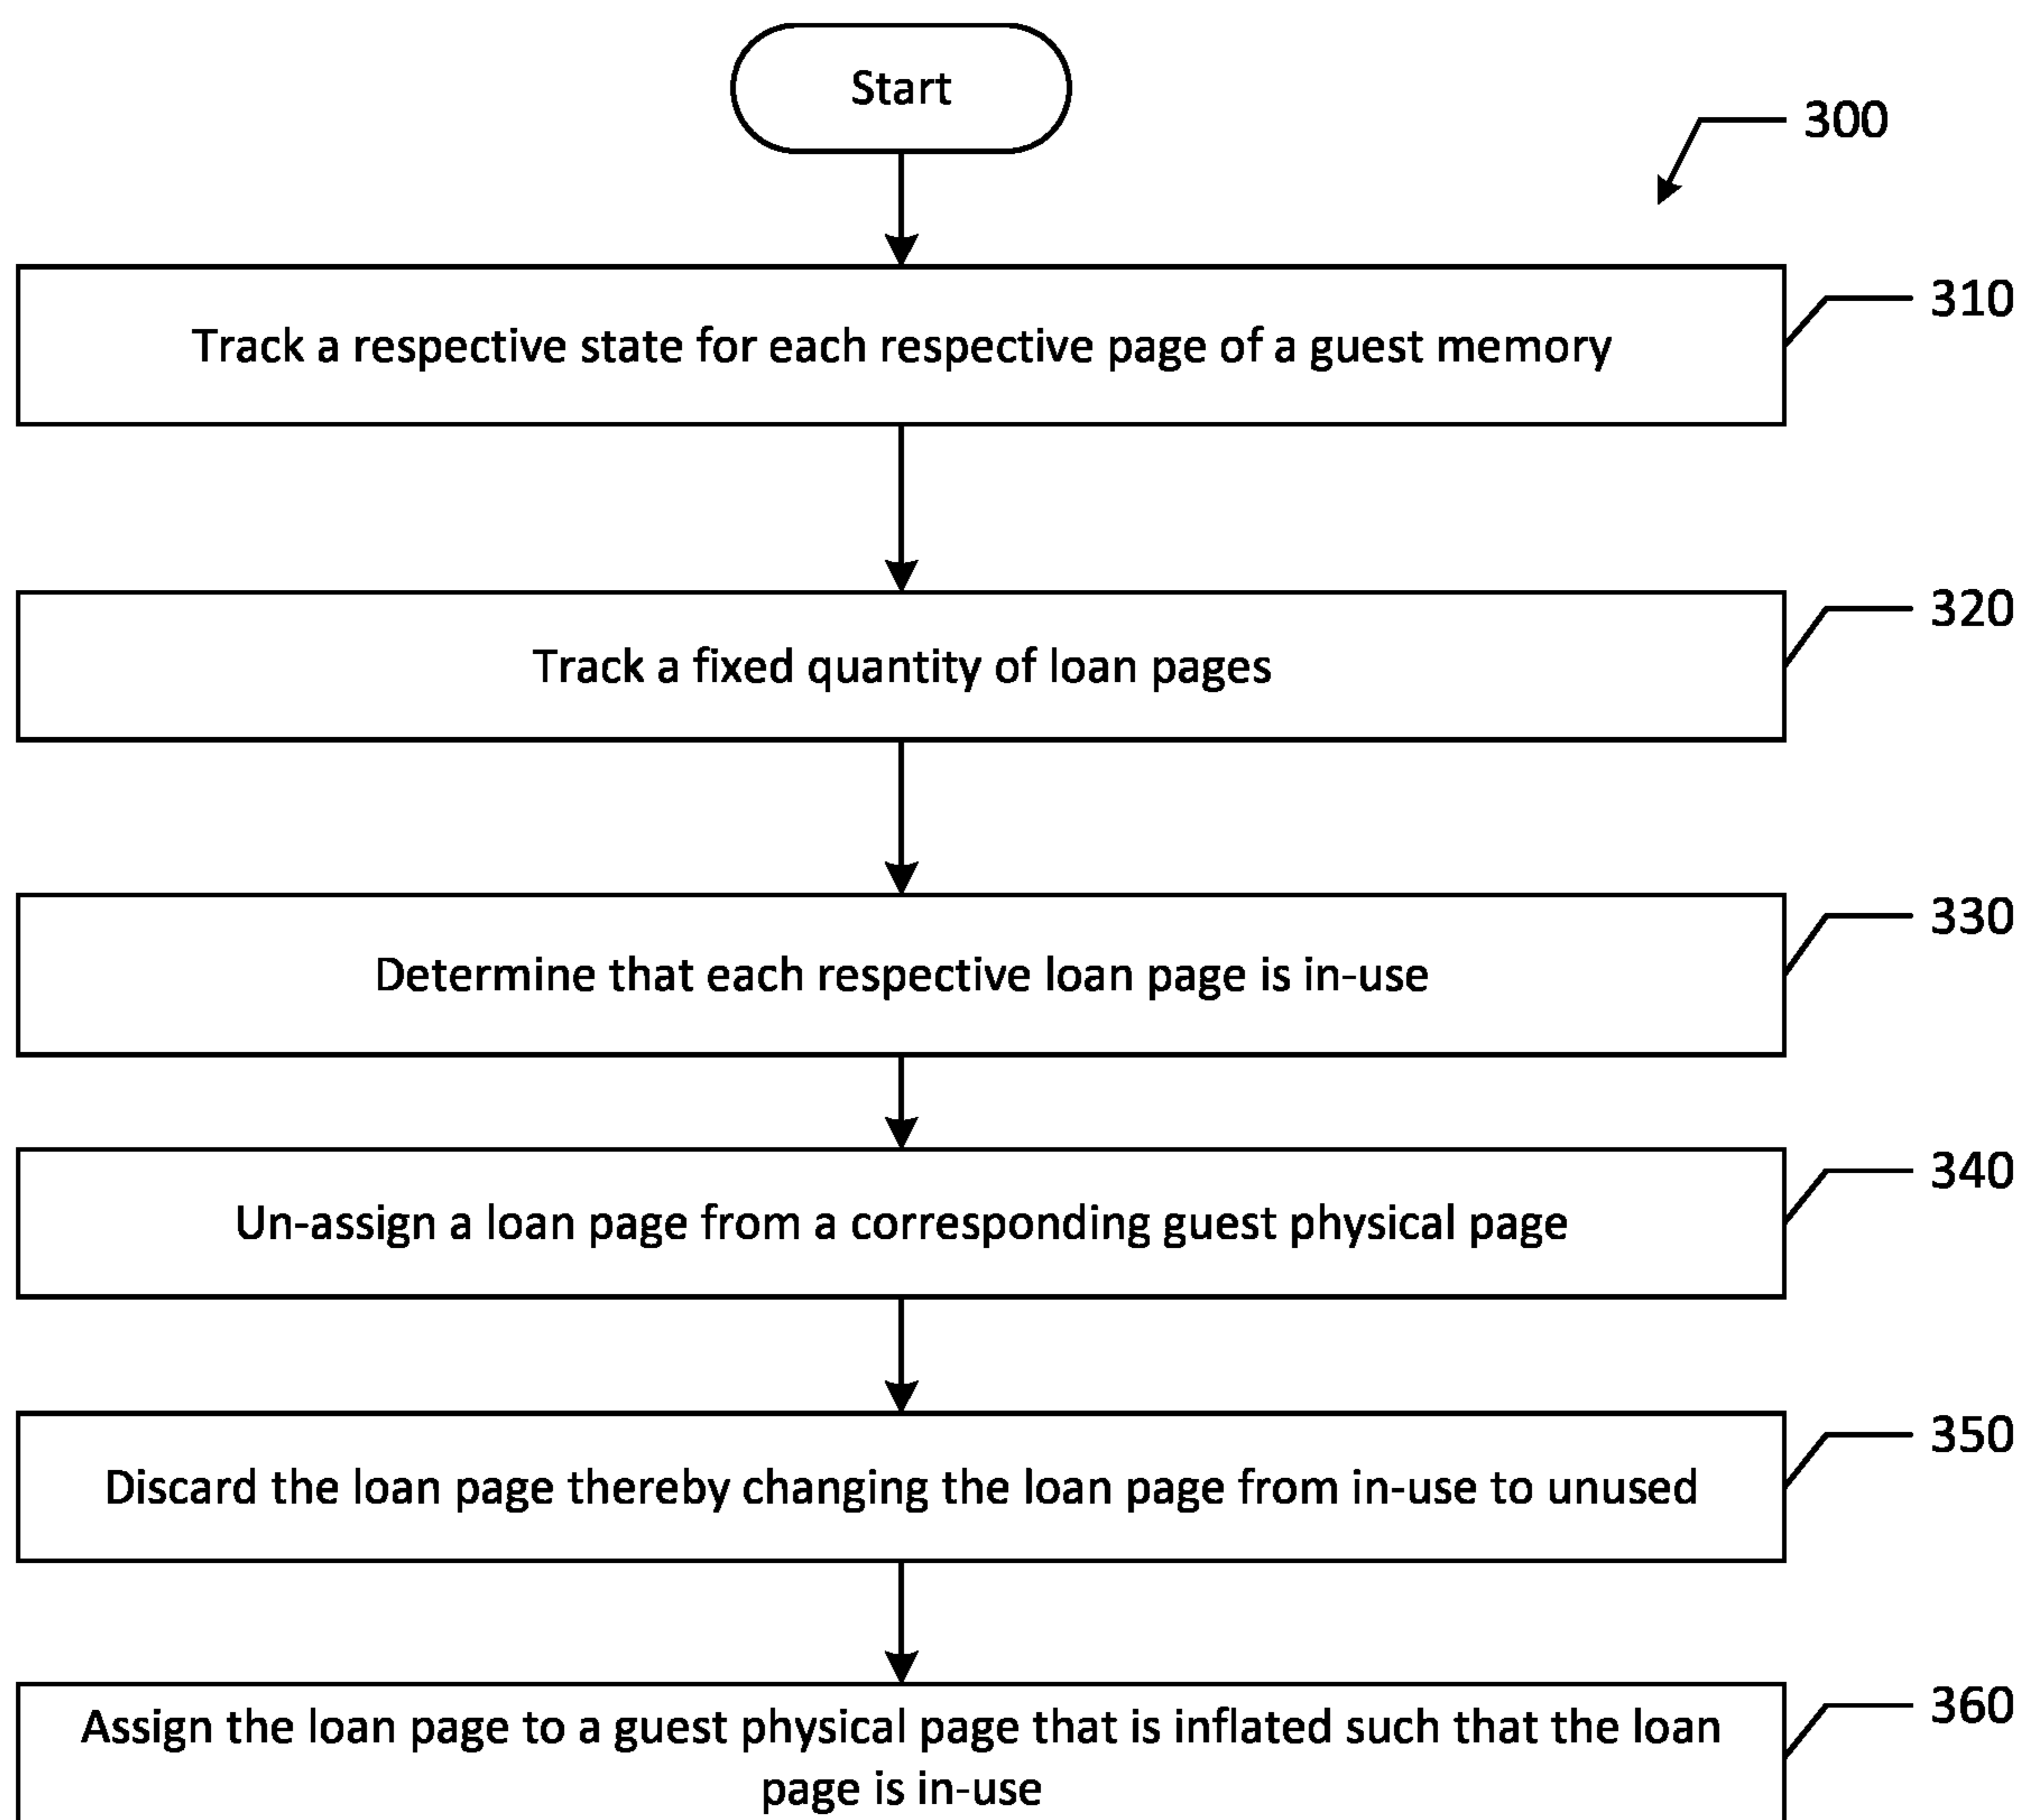 Start
300
Track a respective state for each respective page of a guest memory
310
Track a fixed quantity of loan pages
320
Determine that each respective loan page is in-use
330
Un-assign a loan page from a corresponding guest physical page
340
Discard the loan page thereby changing the loan page from in-use to unused
350
Assign the loan page to a guest physical page that is inflated such that the loan
page is in-use
360